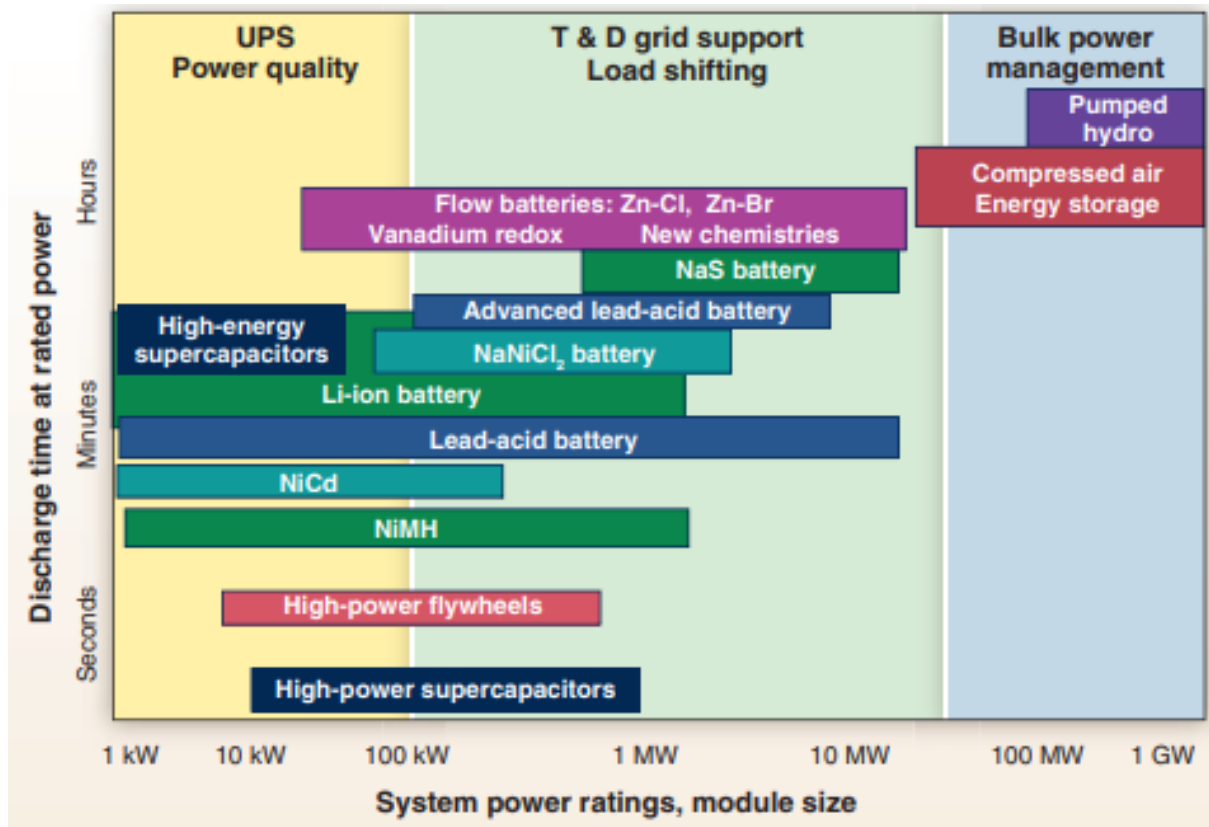 UPS
Power quality
T & D grid support
Load shifting
Bulk power
management
Pumped
hydro
Compressed air
Energy storage
Flow batteries: Zn-Cl, Zn-Br
Vanadium redox New chemistries
NaS battery
Advanced lead-acid battery
High-energy
supercapacitors
NaNiCl₂ battery
Li-ion battery
Lead-acid battery
NiCd
NiMH
High-power flywheels
High-power supercapacitors
Discharge time at rated power
Hours
Minutes
Seconds
1 kW 10 kW 100 kW 1 MW 10 MW 100 MW 1 GW
System power ratings, module size